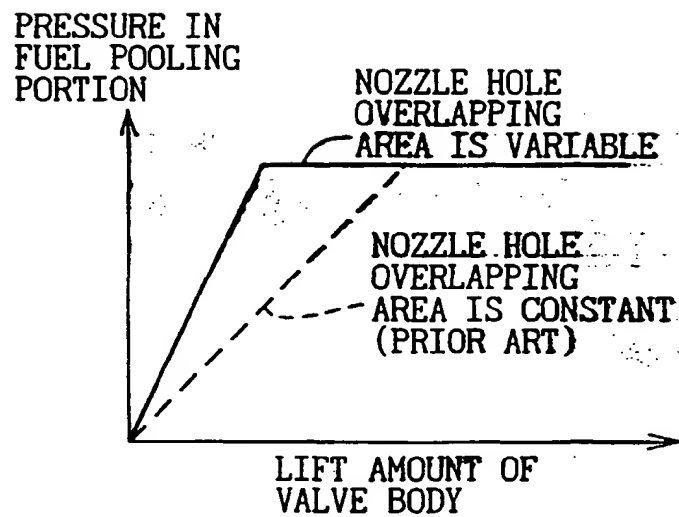 PRESSURE IN
FUEL POOLING
PORTION
NOZZLE HOLE
OVERLAPPING
AREA IS VARIABLE
NOZZLE HOLE
OVERLAPPING
AREA IS CONSTANT
(PRIOR ART)
LIFT AMOUNT OF
VALVE BODY